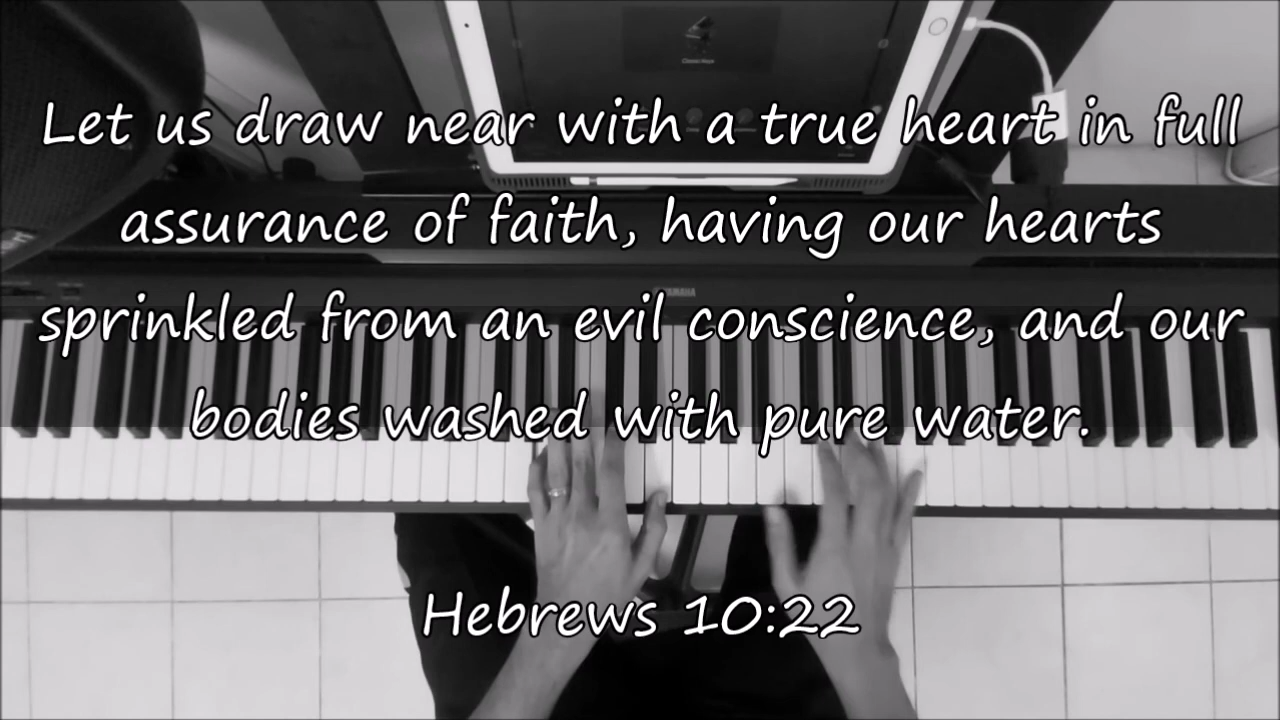 Let us draw near with a true heart in full
assurance of faith, having our hearts
sprinkled from an evil conscience, and our
bodies washed with pure water.
YAMAHA
Hebrews 10:22